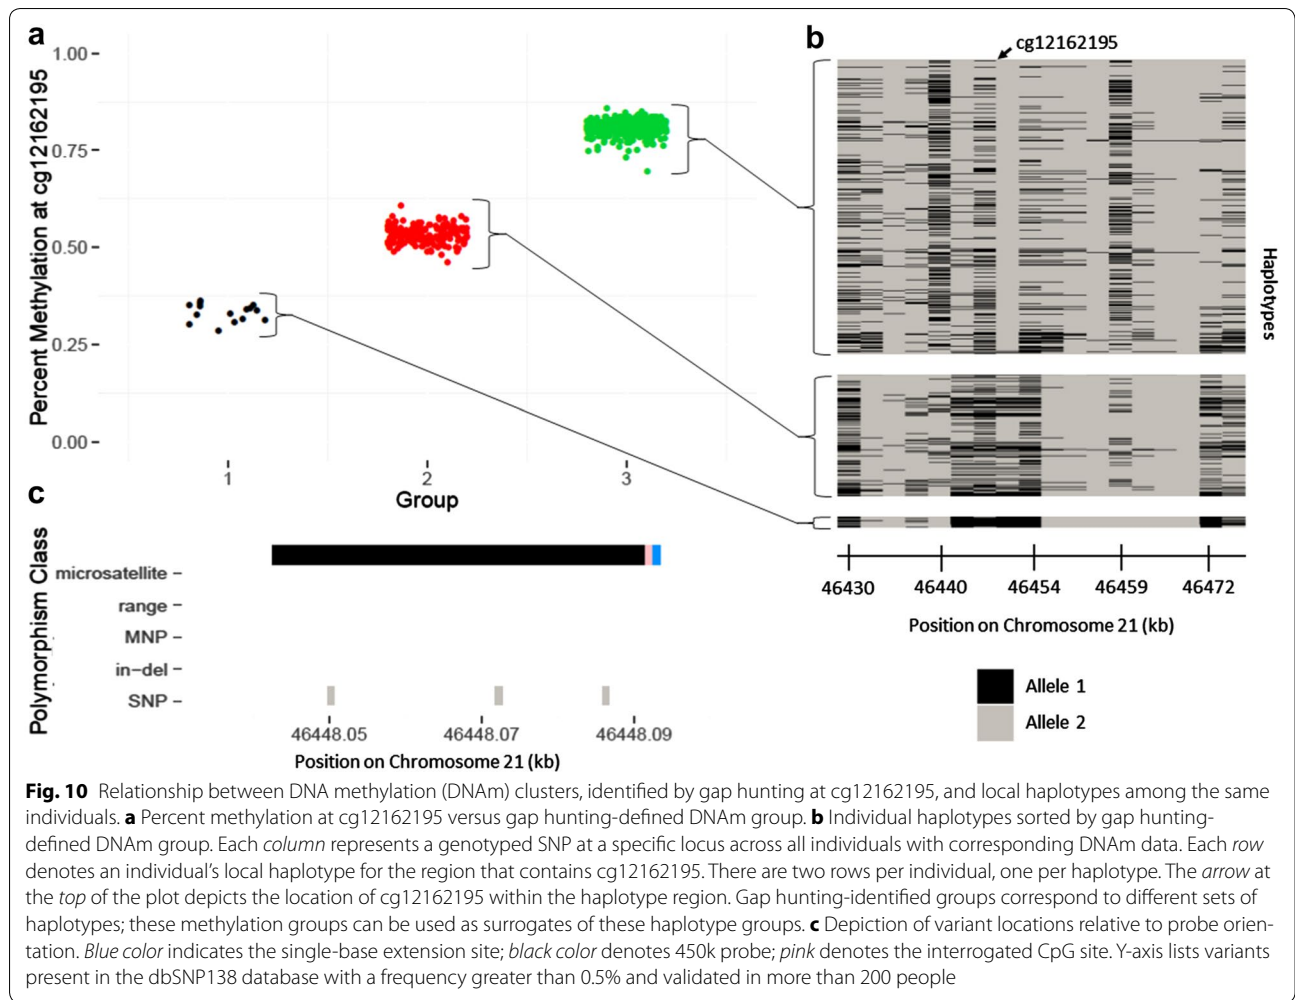 a
Percent Methylation at cg12162195
1.00
0.75
0.50
0.25
0.00
1
2
3
Group
b
cg12162195
Haplotypes
46430
46440
46454
46459
46472
Position on Chromosome 21 (kb)
Allele 1
Allele 2
c
Polymorphism Class
microsatellite
range
MNP
in-del
SNP
46448.05
46448.07
46448.09
Position on Chromosome 21 (kb)
Fig. 10 Relationship between DNA methylation (DNAm) clusters, identified by gap hunting at cg12162195, and local haplotypes among the same
individuals. a Percent methylation at cg12162195 versus gap hunting-defined DNAm group. b Individual haplotypes sorted by gap hunting-
defined DNAm group. Each column represents a genotyped SNP at a specific locus across all individuals with corresponding DNAm data. Each row
denotes an individual's local haplotype for the region that contains cg12162195. There are two rows per individual, one per haplotype. The arrow at
the top of the plot depicts the location of cg12162195 within the haplotype region. Gap hunting-identified groups correspond to different sets of
haplotypes; these methylation groups can be used as surrogates of these haplotype groups. c Depiction of variant locations relative to probe orien-
tation. Blue color indicates the single-base extension site; black color denotes 450k probe; pink denotes the interrogated CpG site. Y-axis lists variants
present in the dbSNP138 database with a frequency greater than 0.5% and validated in more than 200 people